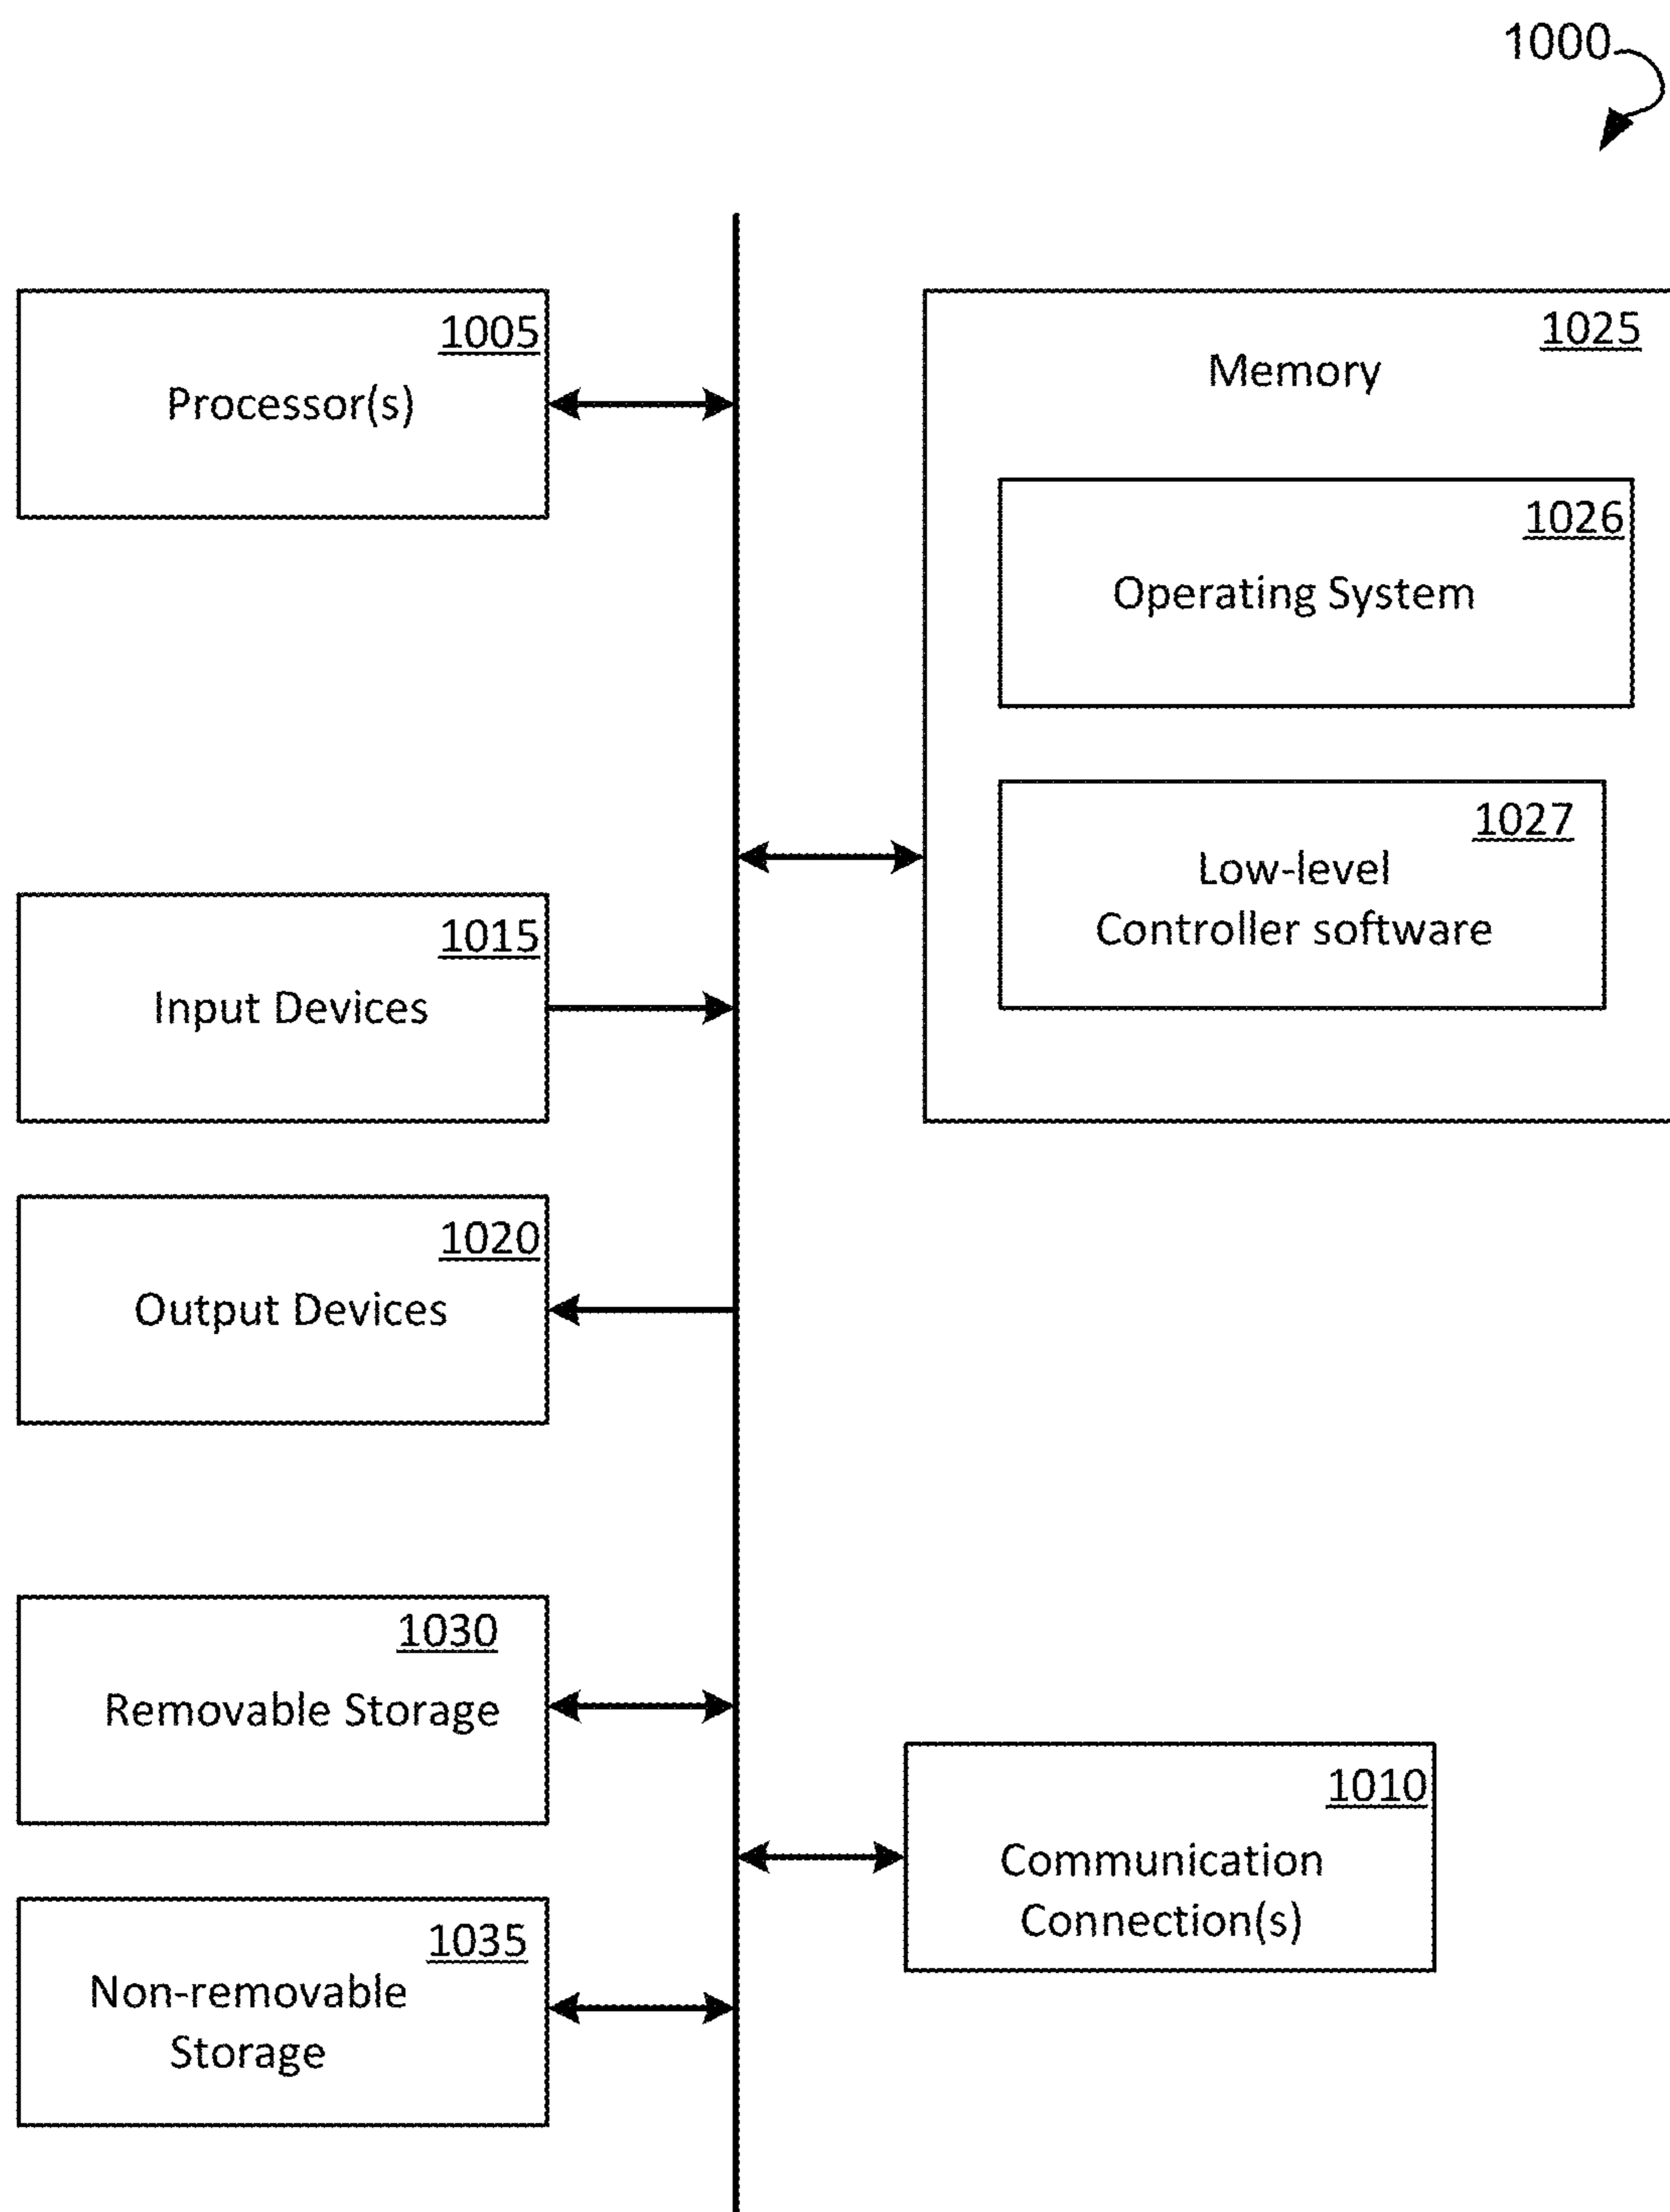 1000
1005
Processor(s)
1025
Memory
1026
Operating System
1027
Low-level
Controller software
1015
Input Devices
1020
Output Devices
1030
Removable Storage
1010
Communication
Connection(s)
1035
Non-removable
Storage